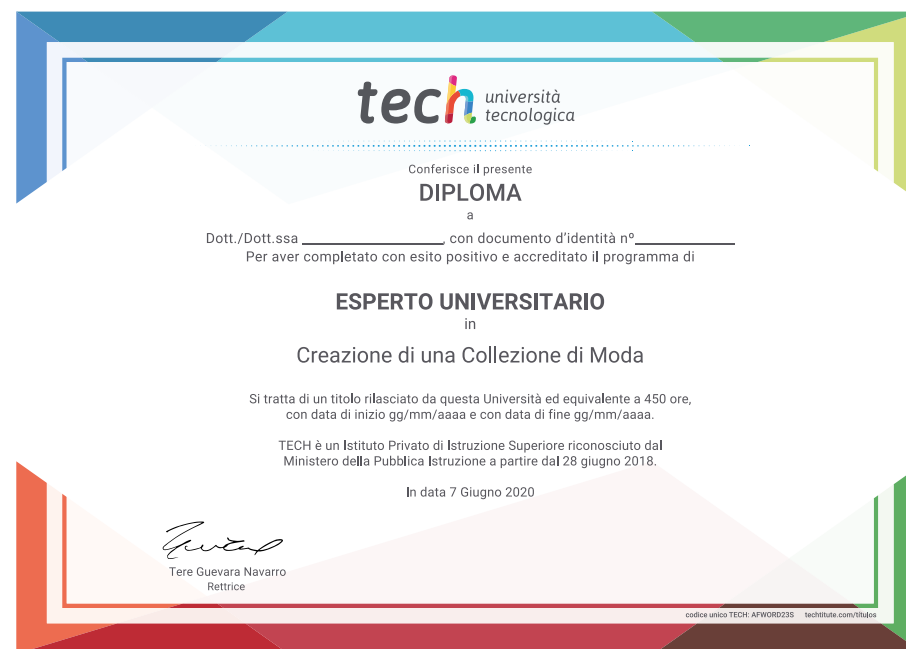 tech università
tecnologica
Conferisce il presente
DIPLOMA
a
Dott./Dott.ssa ____________________, con documento d'identità nº______________
Per aver completato con esito positivo e accreditato il programma di
ESPERTO UNIVERSITARIO
in
Creazione di una Collezione di Moda
Si tratta di un titolo rilasciato da questa Università ed equivalente a 450 ore,
con data di inizio gg/mm/aaaa e con data di fine gg/mm/aaaa.
TECH è un Istituto Privato di Istruzione Superiore riconosciuto dal
Ministero della Pubblica Istruzione a partire dal 28 giugno 2018.
In data 7 Giugno 2020
Tere Guevara Navarro
Rettrice
codice unico TECH: AFWORD23S techtitute.com/titulos